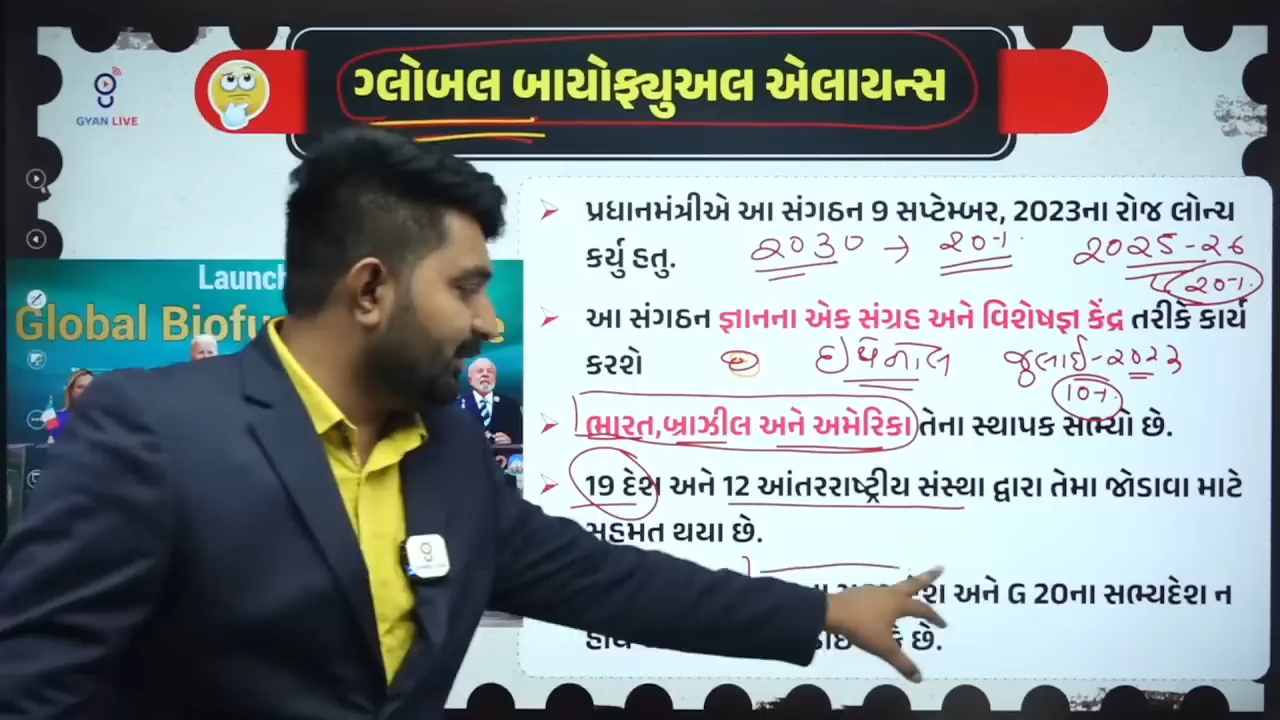 ગ્લોબલ બાયોફ્યુઅલ એલાયન્સ
GYAN LIVE
પ્રધાનમંત્રીએ આ સંગઠન 9 સપ્ટેમ્બર, 2023ના રોજ લોન્ચ
કર્યુ હતુ.
2030 → 20%
2025-26
20%
Launch
Global Biofu
આ સંગઠન જ્ઞાનના એક સંગ્રહ અને વિશેષજ્ઞ કેંદ્ર તરીકે કાર્ય
કરશે
જુલાઈ-2023
10%
ભારત,બ્રાઝીલ અને અમેરિકા તેના સ્થાપક સભ્યો છે.
19 દેશ અને 12 આંતરરાષ્ટ્રીય સંસ્થા દ્વારા તેમા જોડાવા માટે
સહમત થયા છે.
અને G 20ના સભ્યદેશ ન
છે.